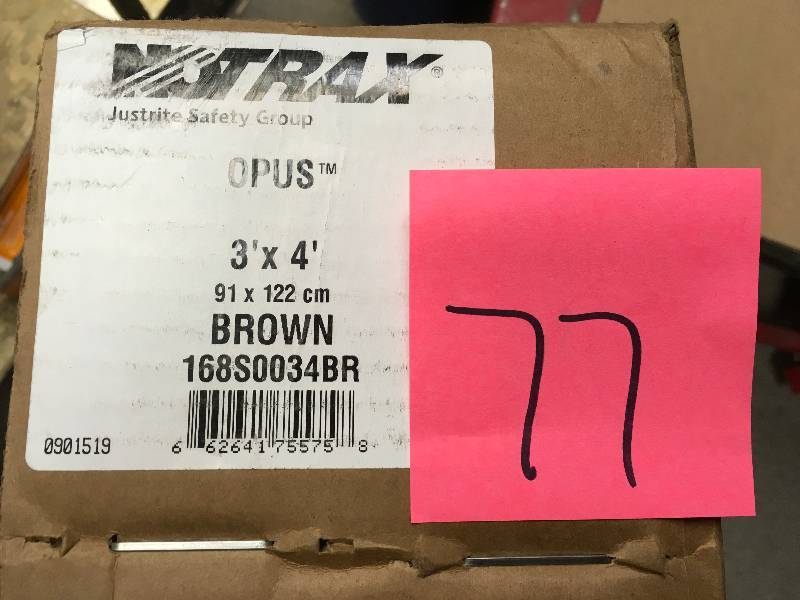 NOTRAX®
Justrite Safety Group
OPUS™
3' x 4'
91 x 122 cm
BROWN
168S0034BR
0901519
6 62641 75575 8
77